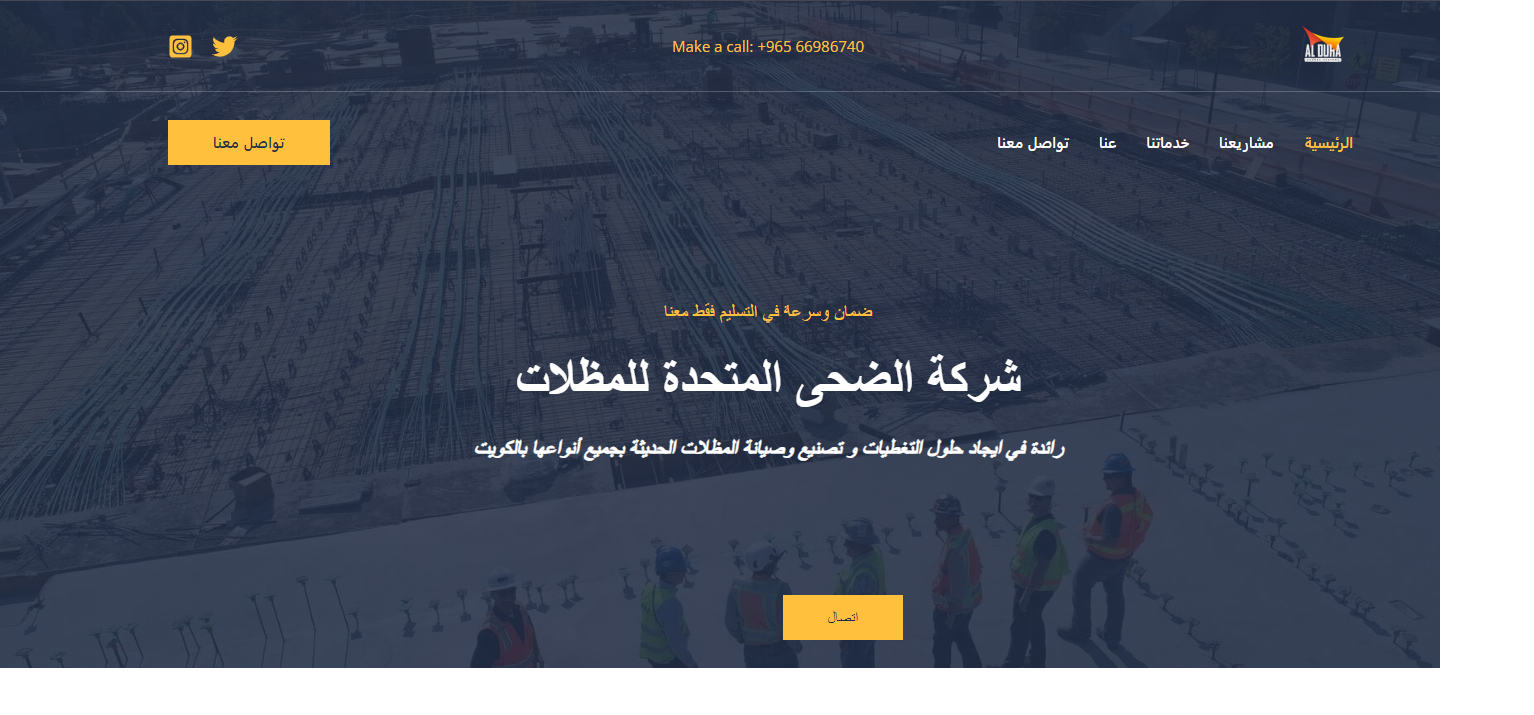 AL DUHA
Make a call: +965 66986740
الرئيسية
مشاريعنا
خدماتنا
عنا
تواصل معنا
تواصل معنا
ضمان وسرعة في التسليم فقط معنا
شركة الضحى المتحدة للمظلات
رائدة في ايجاد حلول التغطيات و تصنيع وصيانة المظلات الحديثة بجميع أنواعها بالكويت
اتصال